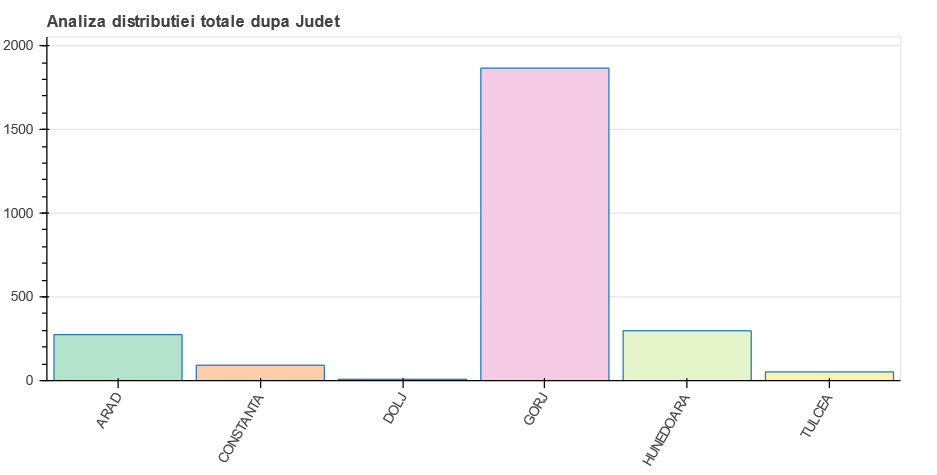 Analiza distributiei totale dupa Judet
2000
1500
1000
500
0
ARAD
CONSTANTA
DOLJ
GORJ
HUNEDOARA
TULCEA